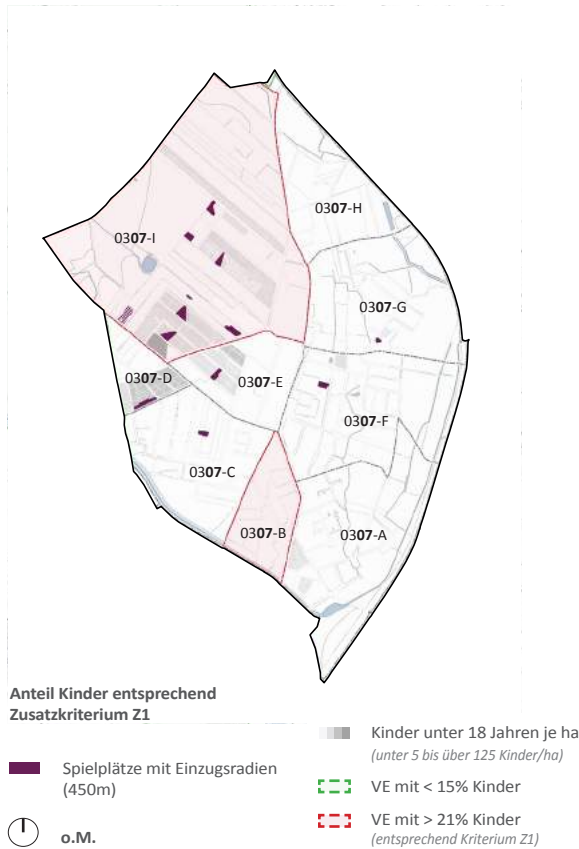 0307-H
0307-I
0307-G
0307-D
0307-E
0307-F
0307-C
0307-B
0307-A
Anteil Kinder entsprechend
Zusatzkriterium Z1
Spielplätze mit Einzugsradien
(450m)
o.M.
Kinder unter 18 Jahren je ha
(unter 5 bis über 125 Kinder/ha)
VE mit < 15% Kinder
VE mit > 21% Kinder
(entsprechend Kriterium Z1)